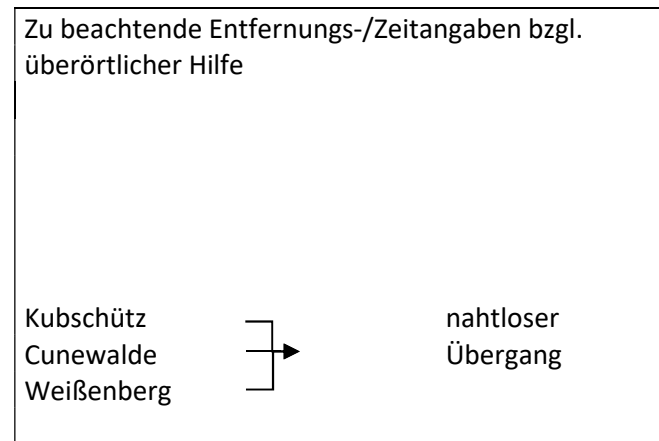 Zu beachtende Entfernungs-/Zeitangaben bzgl.
überörtlicher Hilfe
Kubschütz nahtloser
Cunewalde Übergang
Weißenberg